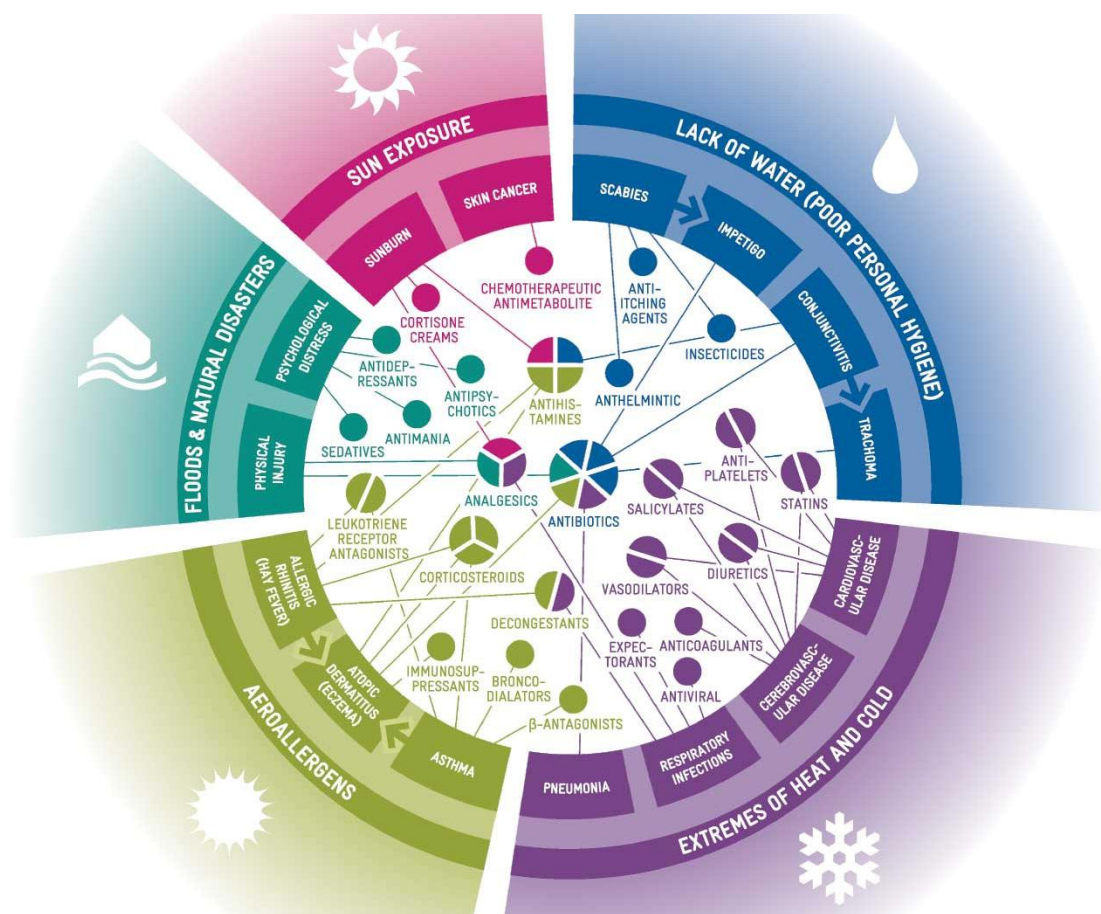 SUN EXPOSURE
SKIN CANCER
SUNBURN
LACK OF WATER (POOR PERSONAL HYGIENE)
SCABIES
IMPETIGO
CONJUNCTIVITIS
TRACHOMA
FLOODS & NATURAL DISASTERS
PSYCHOLOGICAL
DISTRESS
PHYSICAL
INJURY
AEROALLERGENS
ALLERGIC
RHINITIS
(HAY FEVER)
ATOPIC
DERMATITUS
(ECZEMA)
ASTHMA
EXTREMES OF HEAT AND COLD
PNEUMONIA
RESPIRATORY
INFECTIONS
CEREBROVASC-
ULAR DISEASE
CARDIOVASC-
ULAR DISEASE
CHEMOTHERAPEUTIC
ANTIMETABOLITE
ANTI-
ITCHING
AGENTS
CORTISONE
CREAMS
INSECTICIDES
ANTIDEP-
RESSANTS
ANTIPSY-
CHOTICS
ANTIHIS-
TAMINES
ANTHELMINTIC
SEDATIVES
ANTIMANIA
ANTI-
PLATELETS
ANALGESICS
ANTIBIOTICS
SALICYLATES
STATINS
LEUKOTRIENE
RECEPTOR
ANTAGONISTS
CORTICOSTEROIDS
VASODILATORS
DIURETICS
DECONGESTANTS
EXPEC-
TORANTS
ANTICOAGULANTS
IMMUNOSUP-
PRESSANTS
BRONCO-
DIALATORS
ANTIVIRAL
β-ANTAGONISTS